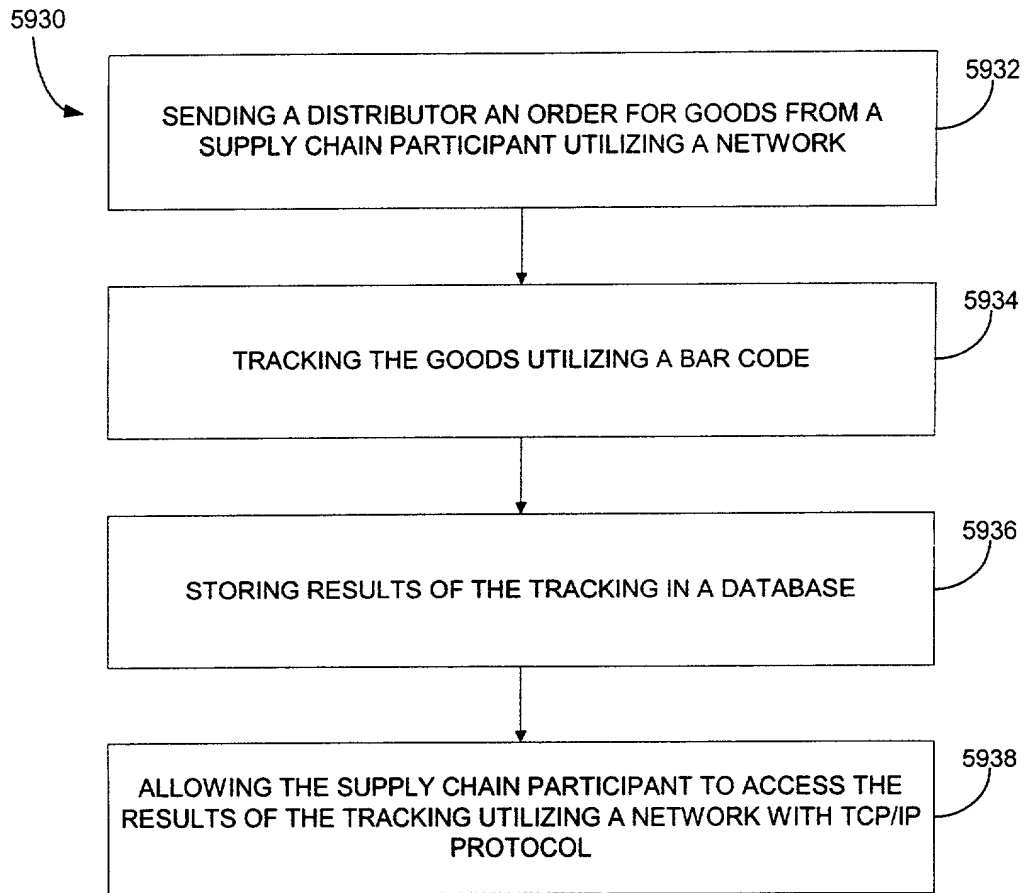 5930
5932
SENDING A DISTRIBUTOR AN ORDER FOR GOODS FROM A
SUPPLY CHAIN PARTICIPANT UTILIZING A NETWORK
5934
TRACKING THE GOODS UTILIZING A BAR CODE
5936
STORING RESULTS OF THE TRACKING IN A DATABASE
5938
ALLOWING THE SUPPLY CHAIN PARTICIPANT TO ACCESS THE
RESULTS OF THE TRACKING UTILIZING A NETWORK WITH TCP/IP
PROTOCOL